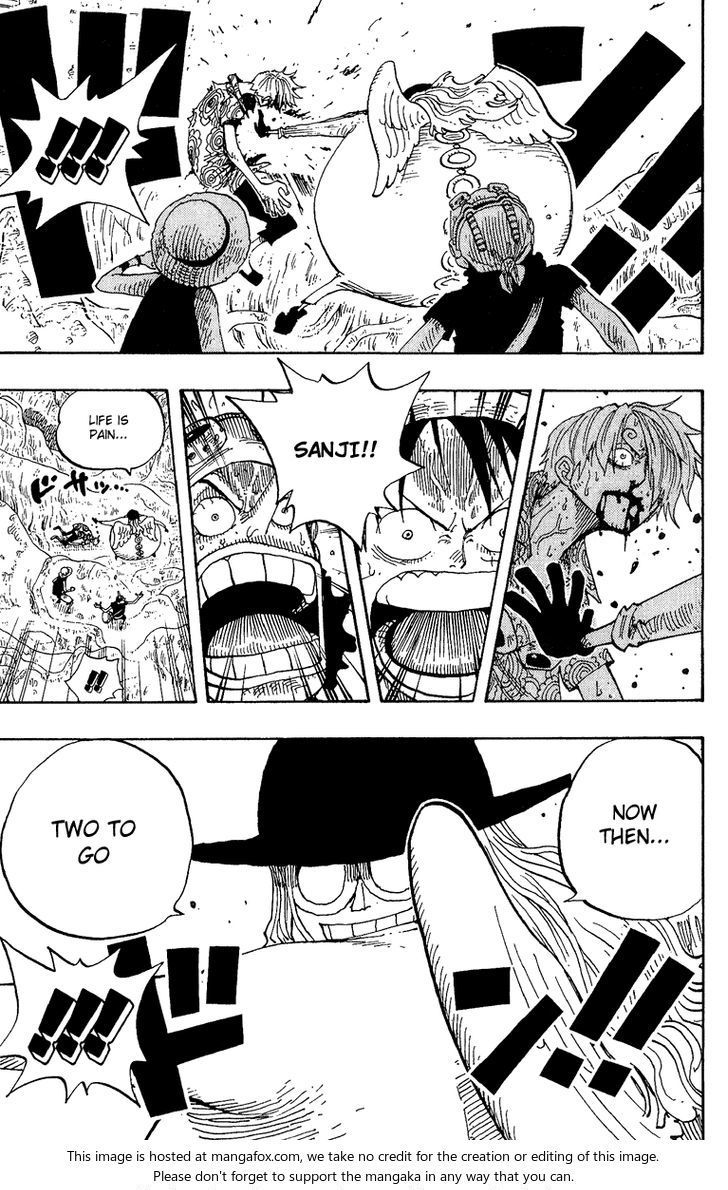 !!!
SANJI!!
LIFE IS
PAIN...
ドサッ...
!!
NOW
THEN...
TWO TO
GO
ドン!!
!!!
This image is hosted at mangafox.com, we take no credit for the creation or editing of this image.
Please don't forget to support the mangaka in any way that you can.